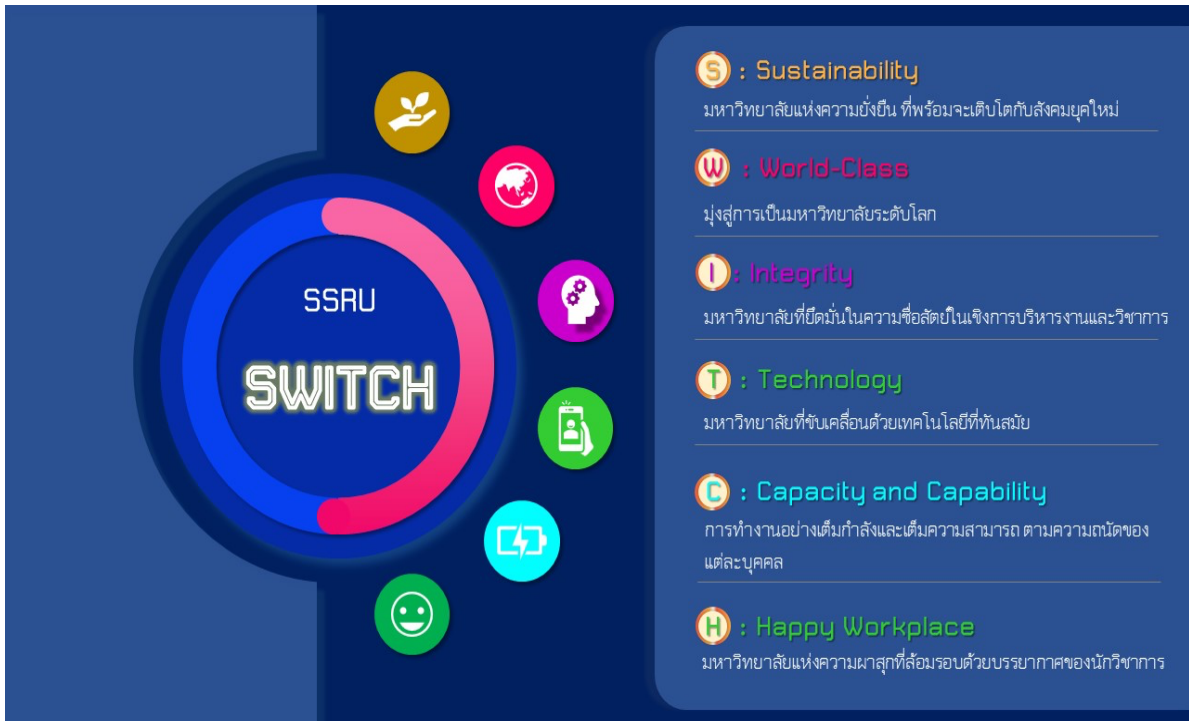 SSRU
SWITCH
S : Sustainability
มหาวิทยาลัยแห่งความยั่งยืน ที่พร้อมจะเติบโตกับสังคมยุคใหม่
W : World-Class
มุ่งสู่การเป็นมหาวิทยาลัยระดับโลก
I : Integrity
มหาวิทยาลัยที่ยึดมั่นในความซื่อสัตย์ในเชิงการบริหารงานและวิชาการ
T : Technology
มหาวิทยาลัยที่ขับเคลื่อนด้วยเทคโนโลยีที่ทันสมัย
C : Capacity and Capability
การทำงานอย่างเต็มกำลังและเต็มความสามารถ ตามความถนัดของ
แต่ละบุคคล
H : Happy Workplace
มหาวิทยาลัยแห่งความผาสุกที่ล้อมรอบด้วยบรรยากาศของนักวิชาการ